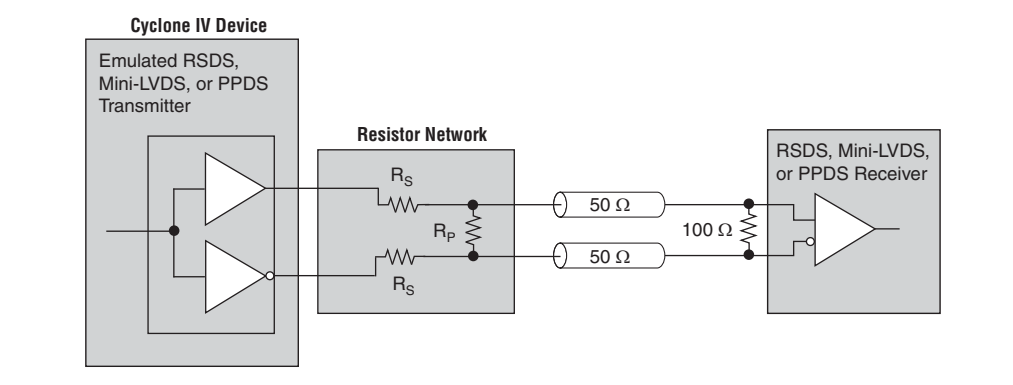 Cyclone IV Device
Emulated RSDS,
Mini-LVDS, or PPDS
Transmitter
Resistor Network
RS
RP
RS
50 Ω
50 Ω
100 Ω
RSDS, Mini-LVDS,
or PPDS Receiver